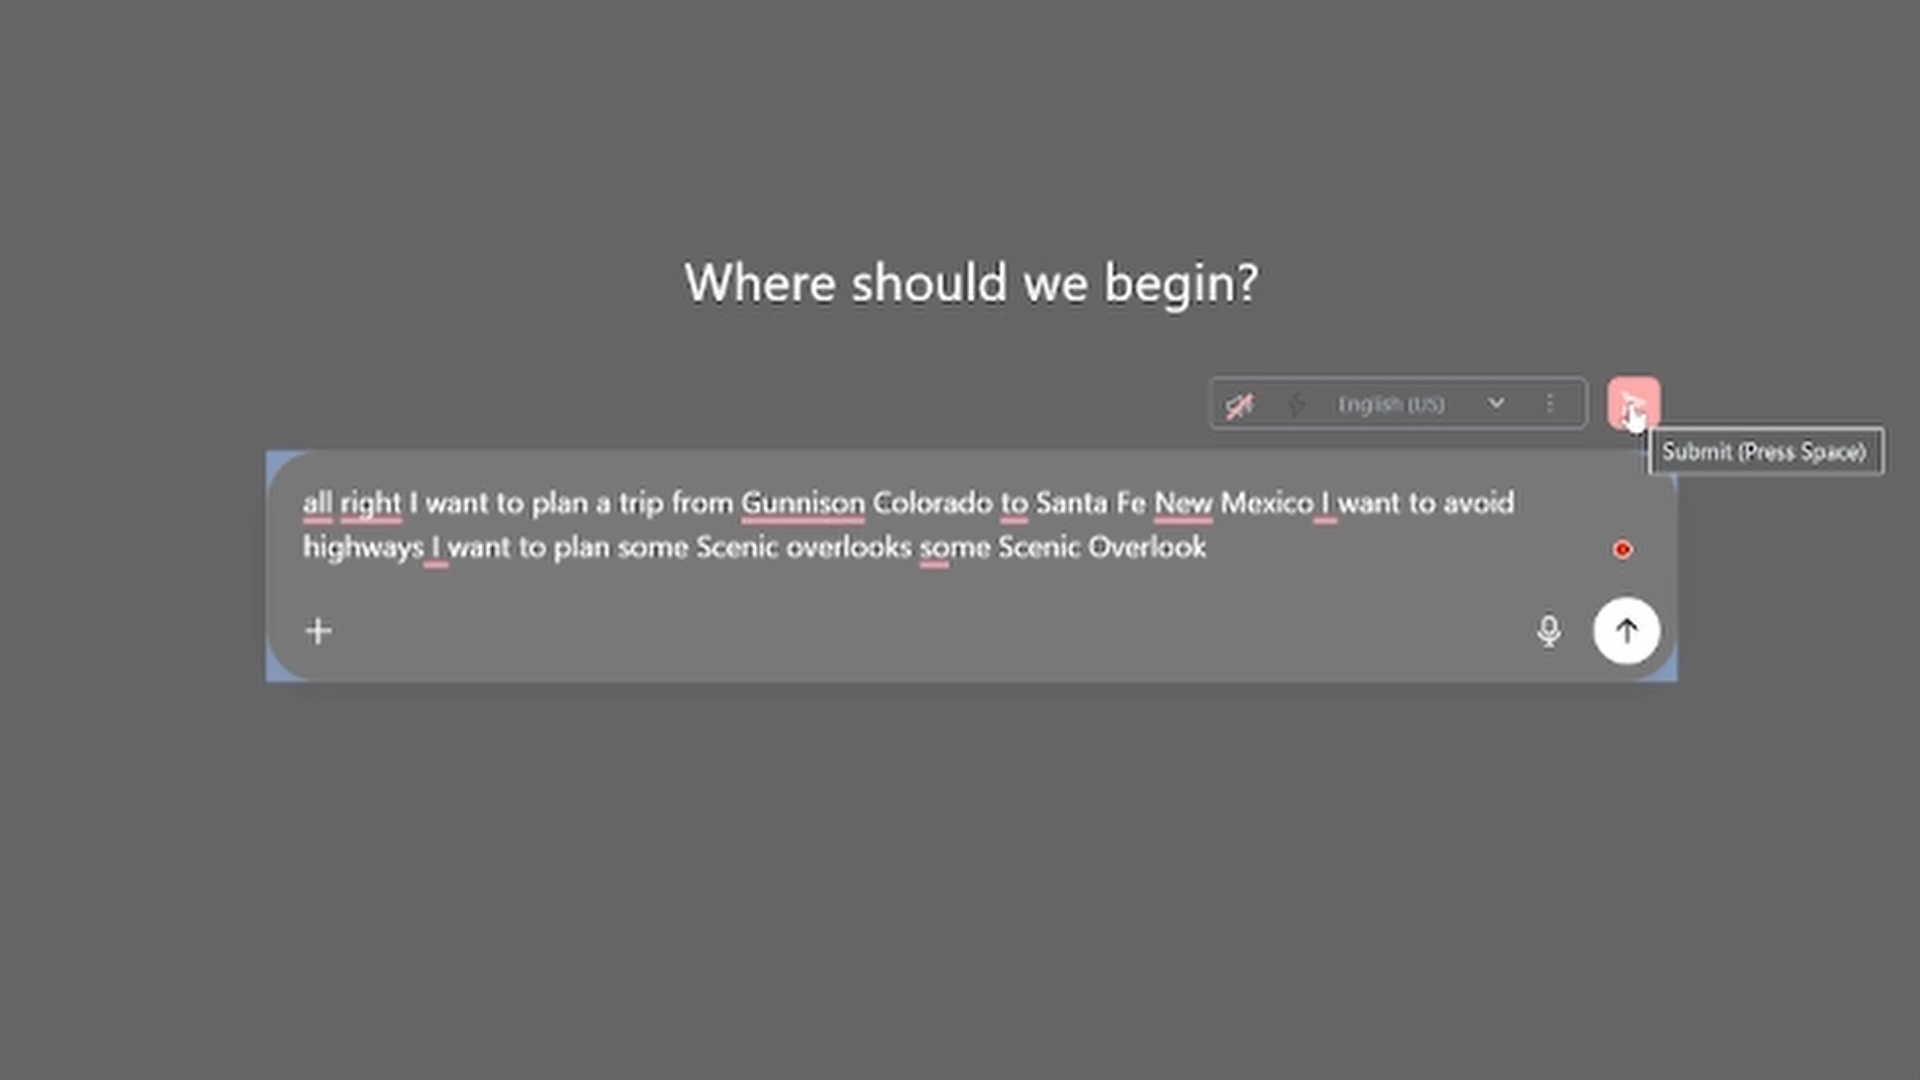 Where should we begin?
English (US)
Submit (Press Space)
all right I want to plan a trip from Gunnison Colorado to Santa Fe New Mexico I want to avoid
highways I want to plan some Scenic overlooks some Scenic Overlook